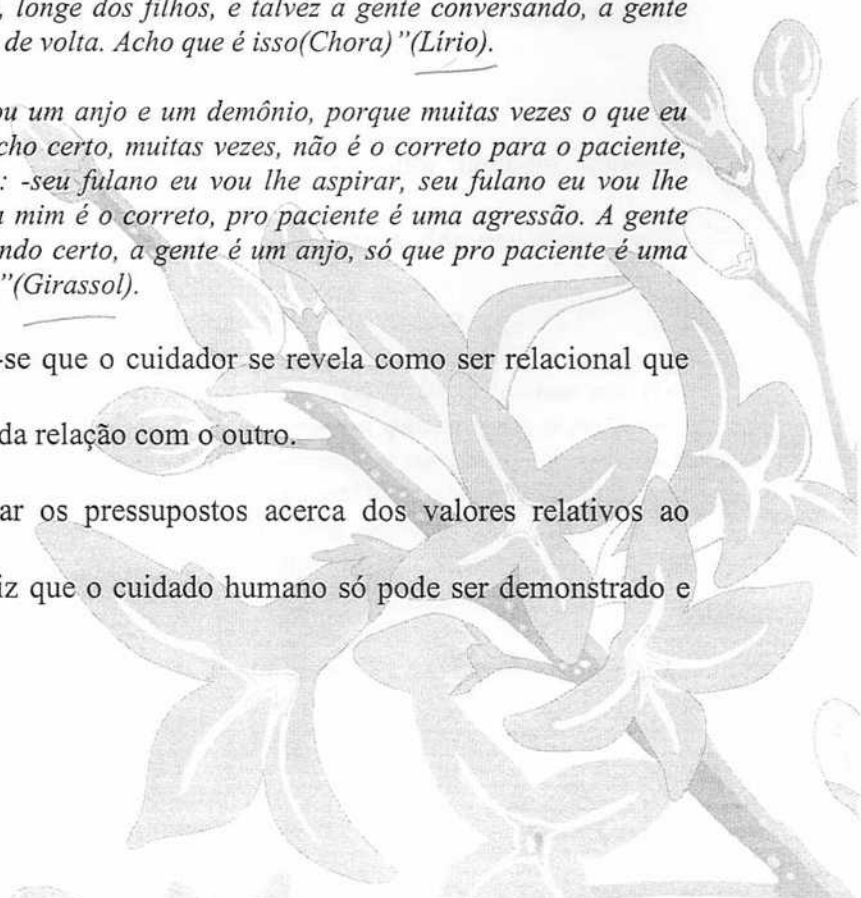 , longe dos filhos, e talvez a gente conversando, a gente
de volta. Acho que é isso(Chora)"(Lírio).
ou um anjo e um demônio, porque muitas vezes o que eu
cho certo, muitas vezes, não é o correto para o paciente,
: -seu fulano eu vou lhe aspirar, seu fulano eu vou lhe
a mim é o correto, pro paciente é uma agressão. A gente
ndo certo, a gente é um anjo, só que pro paciente é uma
"(Girassol).
-se que o cuidador se revela como ser relacional que
da relação com o outro.
ar os pressupostos acerca dos valores relativos ao
iz que o cuidado humano só pode ser demonstrado e